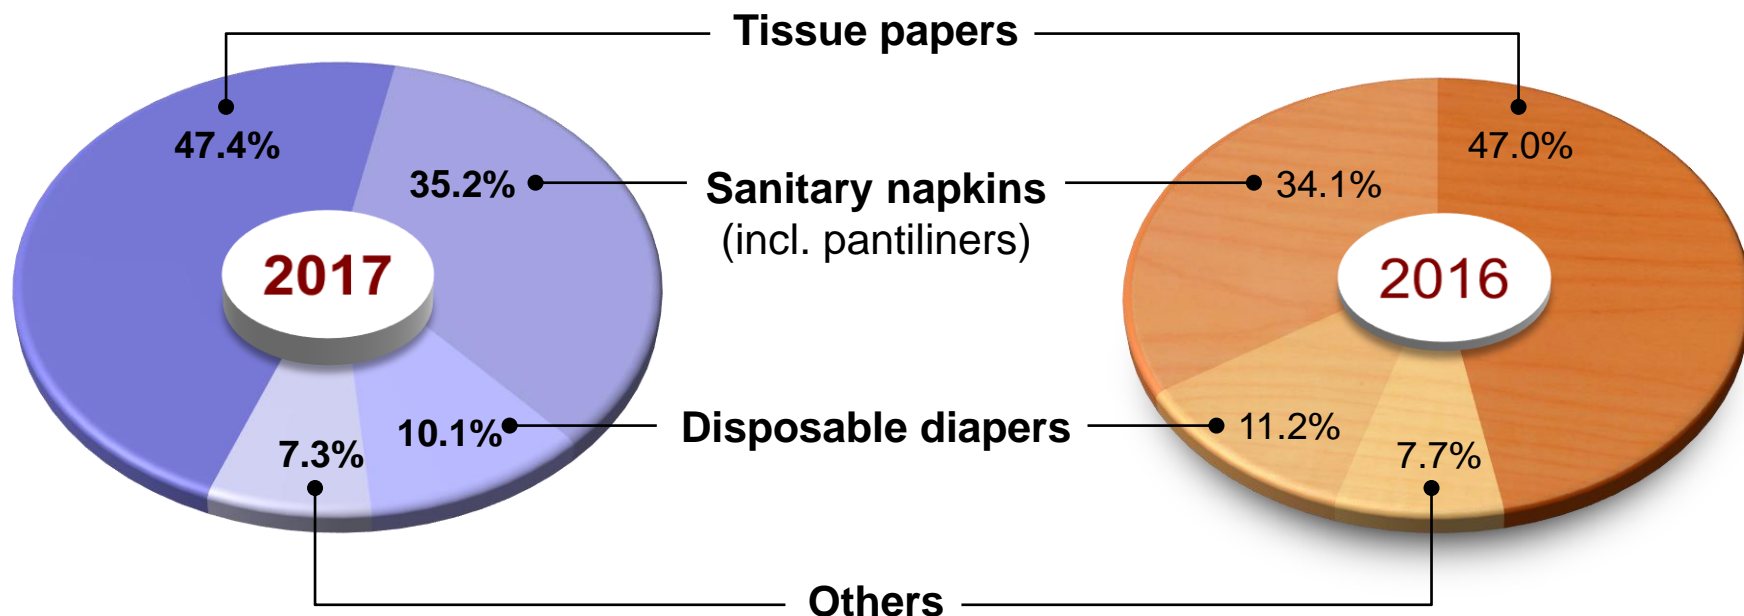 Tissue papers
47.4%
47.0%
35.2%
Sanitary napkins
(incl. pantiliners)
34.1%
2017
2016
10.1%
Disposable diapers
11.2%
7.3%
7.7%
Others